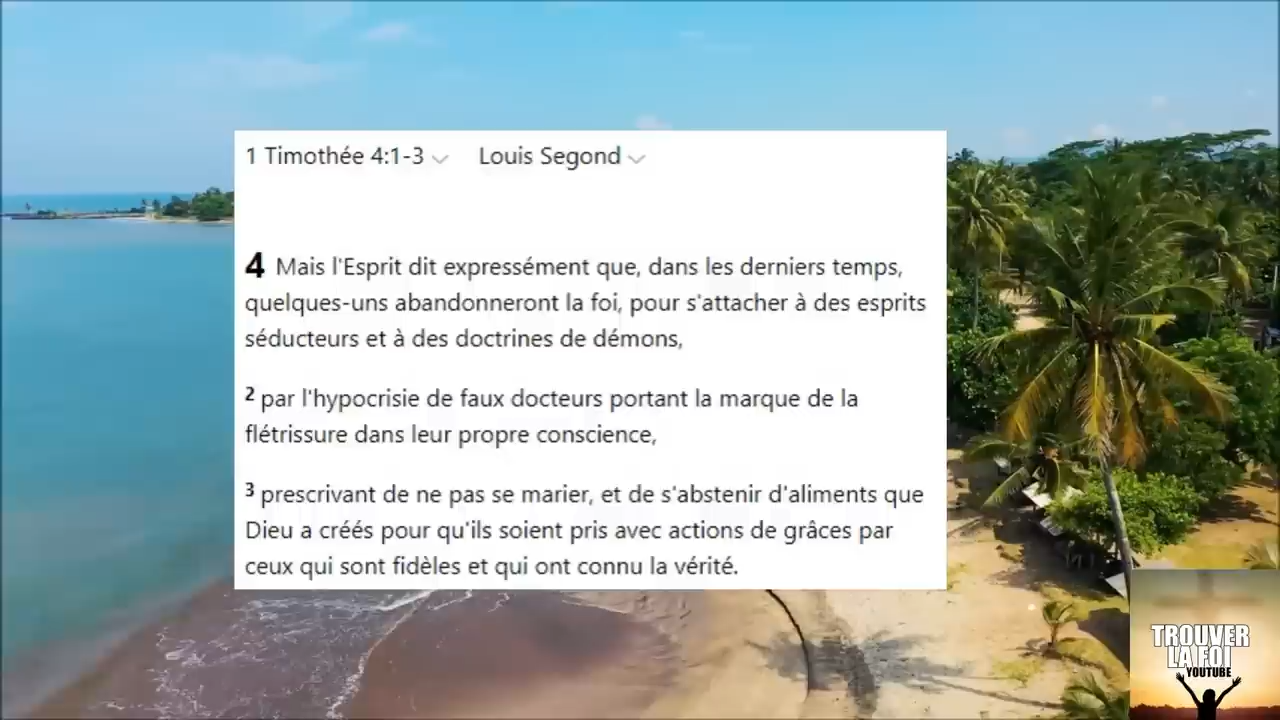 1 Timothée 4:1-3 Louis Segond
4 Mais l'Esprit dit expressément que, dans les derniers temps,
quelques-uns abandonneront la foi, pour s'attacher à des esprits
séducteurs et à des doctrines de démons,
2 par l'hypocrisie de faux docteurs portant la marque de la
flétrissure dans leur propre conscience,
3 prescrivant de ne pas se marier, et de s'abstenir d'aliments que
Dieu a créés pour qu'ils soient pris avec actions de grâces par
ceux qui sont fidèles et qui ont connu la vérité.
TROUVER
LA FOI
YOUTUBE